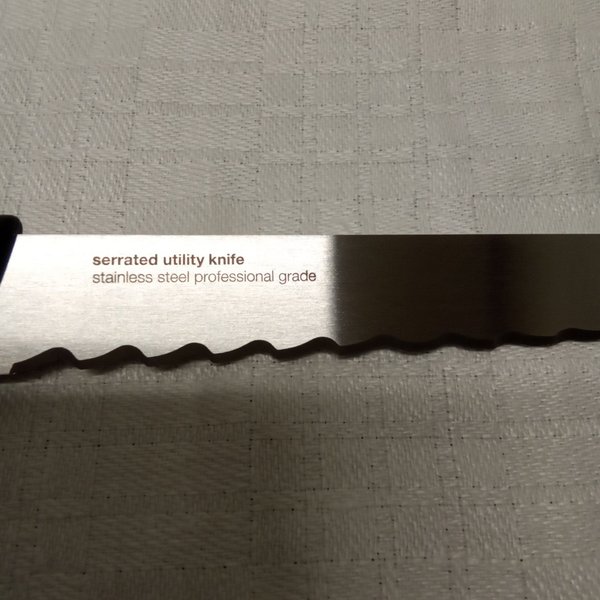 serrated utility knife
stainless steel professional grade